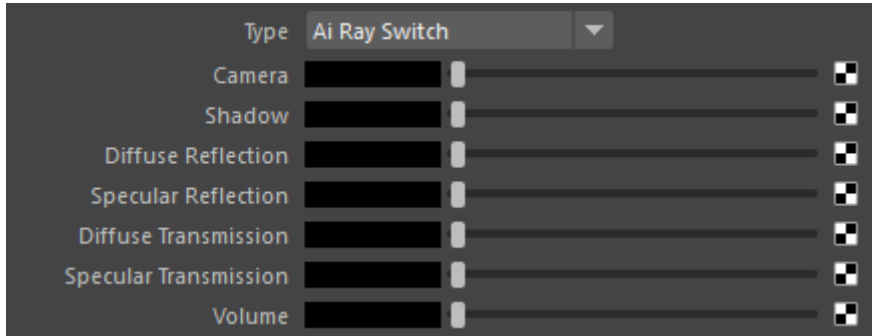 Type Ai Ray Switch
Camera
Shadow
Diffuse Reflection
Specular Reflection
Diffuse Transmission
Specular Transmission
Volume